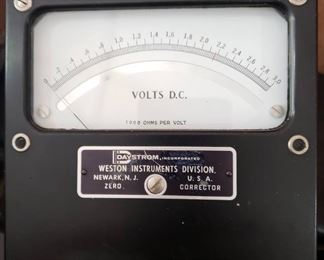 0 .2 .4 .6 .8 1.0 1.2 1.4 1.6 1.8 2.0 2.2 2.4 2.6 2.8 3.0
VOLTS D.C.
1000 OHMS PER VOLT
DAYSTROM, INCORPORATED
WESTON INSTRUMENTS DIVISION,
NEWARK, N.J. U.S.A.
ZERO CORRECTOR